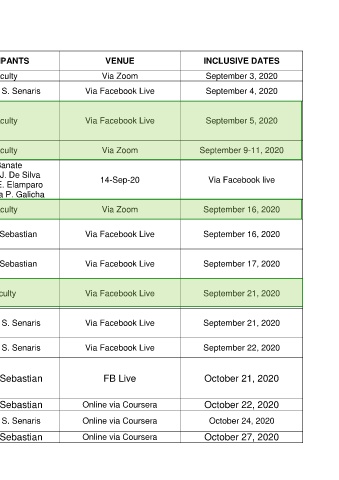 IPANTS VENUE INCLUSIVE DATES
culty Via Zoom September 3, 2020
S. Senaris Via Facebook Live September 4, 2020
culty Via Facebook Live September 5, 2020
culty Via Zoom September 9-11, 2020
Banate
J. De Silva
E. Elamparo
a P. Galicha
14-Sep-20 Via Facebook live
culty Via Zoom September 16, 2020
Sebastian Via Facebook Live September 16, 2020
Sebastian Via Facebook Live September 17, 2020
culty Via Facebook Live September 21, 2020
S. Senaris Via Facebook Live September 21, 2020
S. Senaris Via Facebook Live September 22, 2020
Sebastian FB Live October 21, 2020
Sebastian Online via Coursera October 22, 2020
S. Senaris Online via Coursera October 24, 2020
Sebastian Online via Coursera October 27, 2020